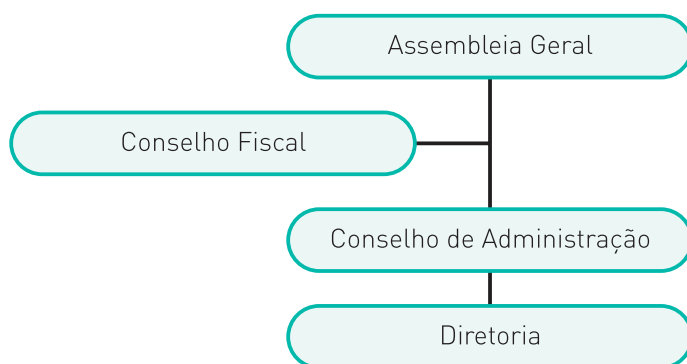 Assembleia Geral
Conselho Fiscal
Conselho de Administração
Diretoria